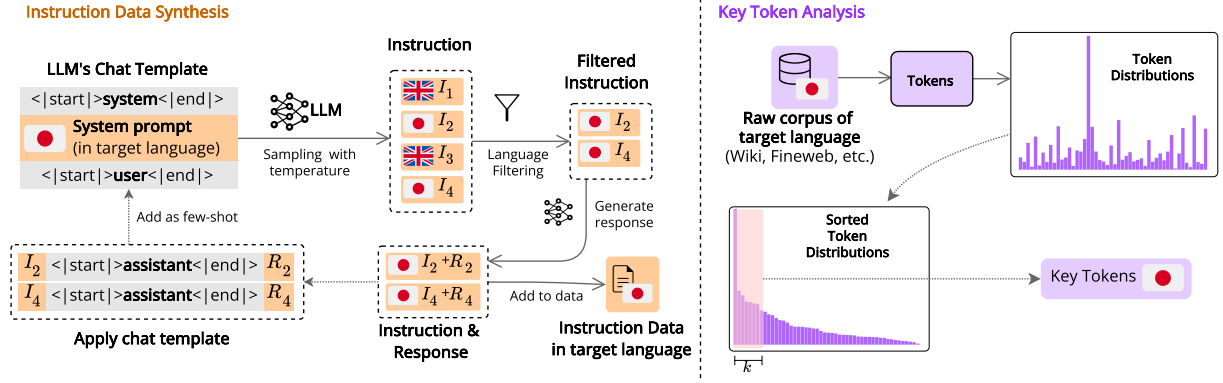 Instruction Data Synthesis
LLM's Chat Template
<|start|>system<|end|>
System prompt
(in target language)
<|start|>user<|end|>
Add as few-shot
I2 <|start|>assistant<|end|> R2
I4 <|start|>assistant<|end|> R4
Apply chat template
LLM
Sampling with
temperature
Instruction
I1
I2
I3
I4
Language
Filtering
Filtered
Instruction
I2
I4
Generate
response
I2 +R2
I4 +R4
Instruction &
Response
Add to data
Instruction Data
in target language
Key Token Analysis
Raw corpus of
target language
(Wiki, Fineweb, etc.)
Tokens
Token
Distributions
Sorted
Token
Distributions
k
Key Tokens